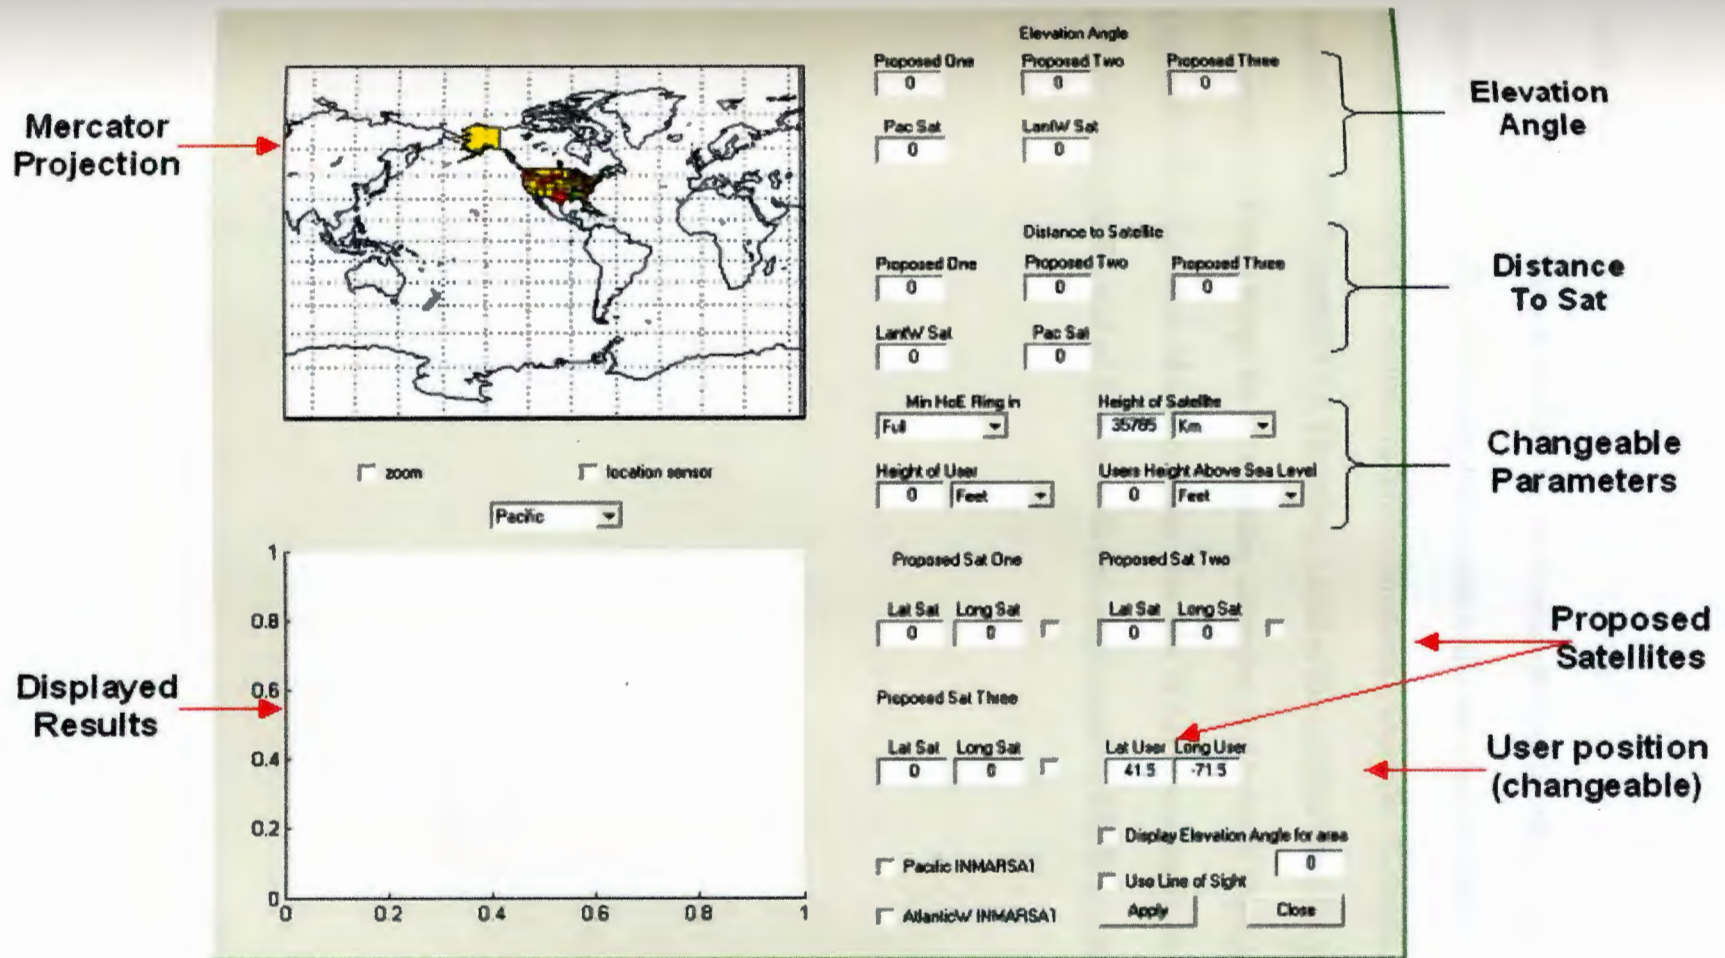 Mercator
Projection
Displayed
Results
zoom
location sensor
Pacific
1
0.8
0.6
0.4
0.2
0
0
0.2
0.4
0.6
0.8
1
Elevation Angle
Proposed One
Proposed Two
Proposed Three
0
0
0
Pac Sat
LantW Sat
0
0
Distance to Satellite
Proposed One
Proposed Two
Proposed Three
0
0
0
LantW Sat
Pac Sat
0
0
Min HoE Ring in
Height of Satellite
Full
35785
Km
Height of User
Users Height Above Sea Level
0
Feet
0
Feet
Proposed Sat One
Proposed Sat Two
Lat Sat
Long Sat
Lat Sat
Long Sat
0
0
0
0
Proposed Sat Three
Lat Sat
Long Sat
Lat User
Long User
0
0
41.5
-71.5
Display Elevation Angle for area
0
Pacific INMARSAT
Use Line of Sight
AtlanticW INMARSAT
Apply
Close
Elevation
Angle
Distance
To Sat
Changeable
Parameters
Proposed
Satellites
User position
(changeable)